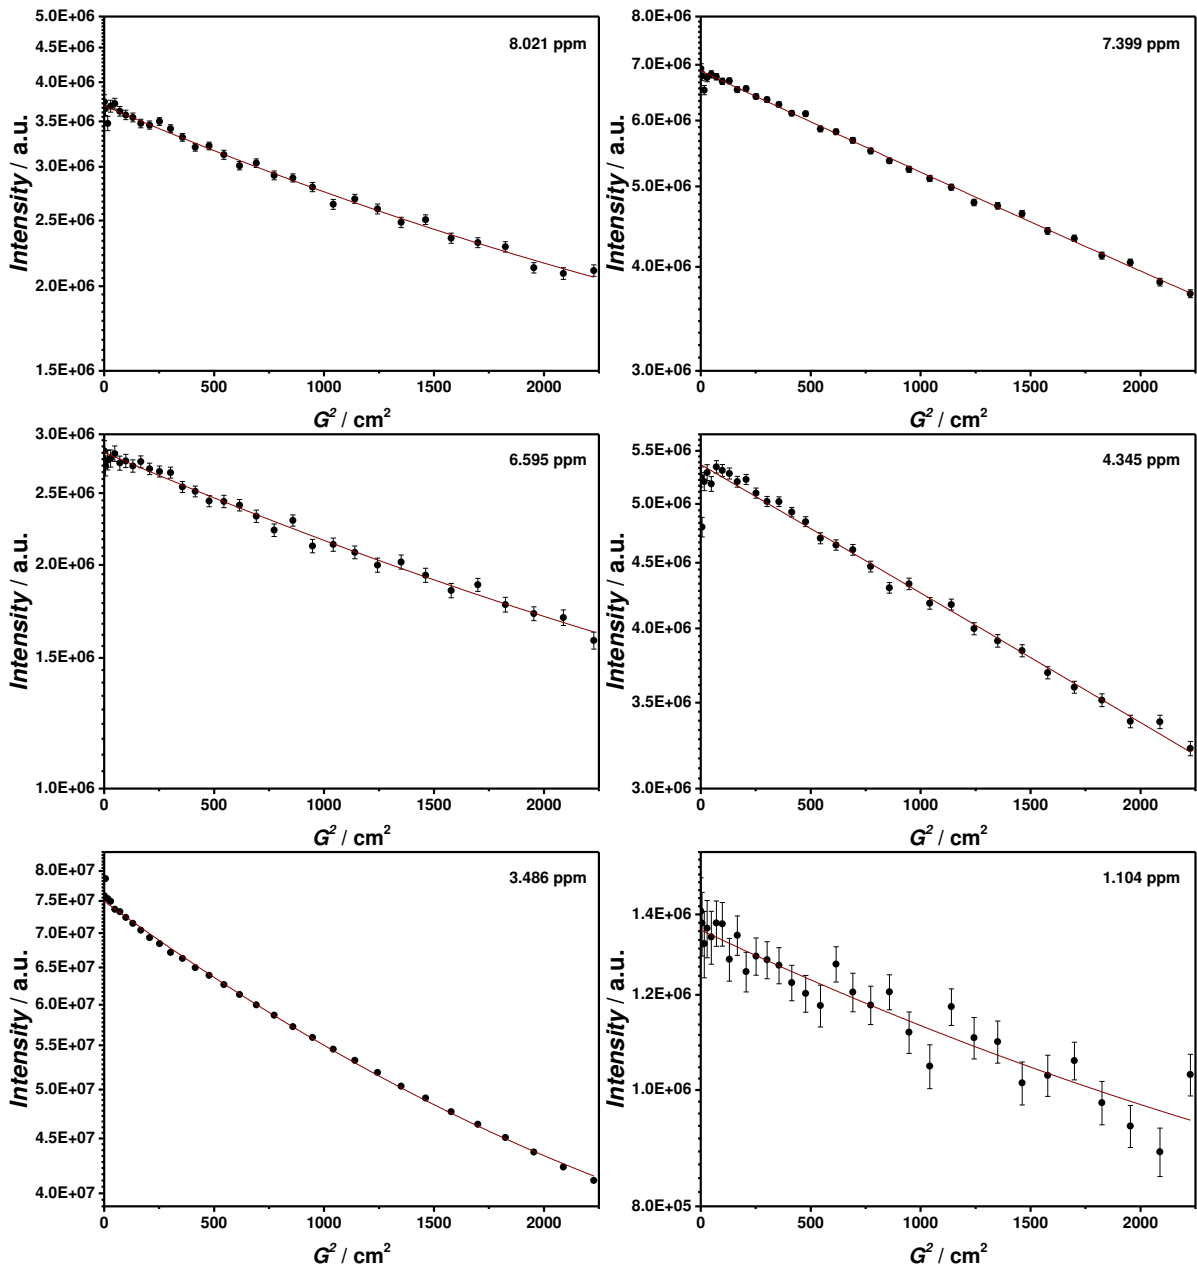 8.021 ppm
5.0E+06
4.5E+06
4.0E+06
3.5E+06
3.0E+06
2.5E+06
2.0E+06
1.5E+06
Intensity / a.u.
0 500 1000 1500 2000
G² / cm²
7.399 ppm
8.0E+06
7.0E+06
6.0E+06
5.0E+06
4.0E+06
3.0E+06
Intensity / a.u.
0 500 1000 1500 2000
G² / cm²
6.595 ppm
3.0E+06
2.5E+06
2.0E+06
1.5E+06
1.0E+06
Intensity / a.u.
0 500 1000 1500 2000
G² / cm²
4.345 ppm
5.5E+06
5.0E+06
4.5E+06
4.0E+06
3.5E+06
3.0E+06
Intensity / a.u.
0 500 1000 1500 2000
G² / cm²
3.486 ppm
8.0E+07
7.5E+07
7.0E+07
6.5E+07
6.0E+07
5.5E+07
5.0E+07
4.5E+07
4.0E+07
Intensity / a.u.
0 500 1000 1500 2000
G² / cm²
1.104 ppm
1.4E+06
1.2E+06
1.0E+06
8.0E+05
Intensity / a.u.
0 500 1000 1500 2000
G² / cm²